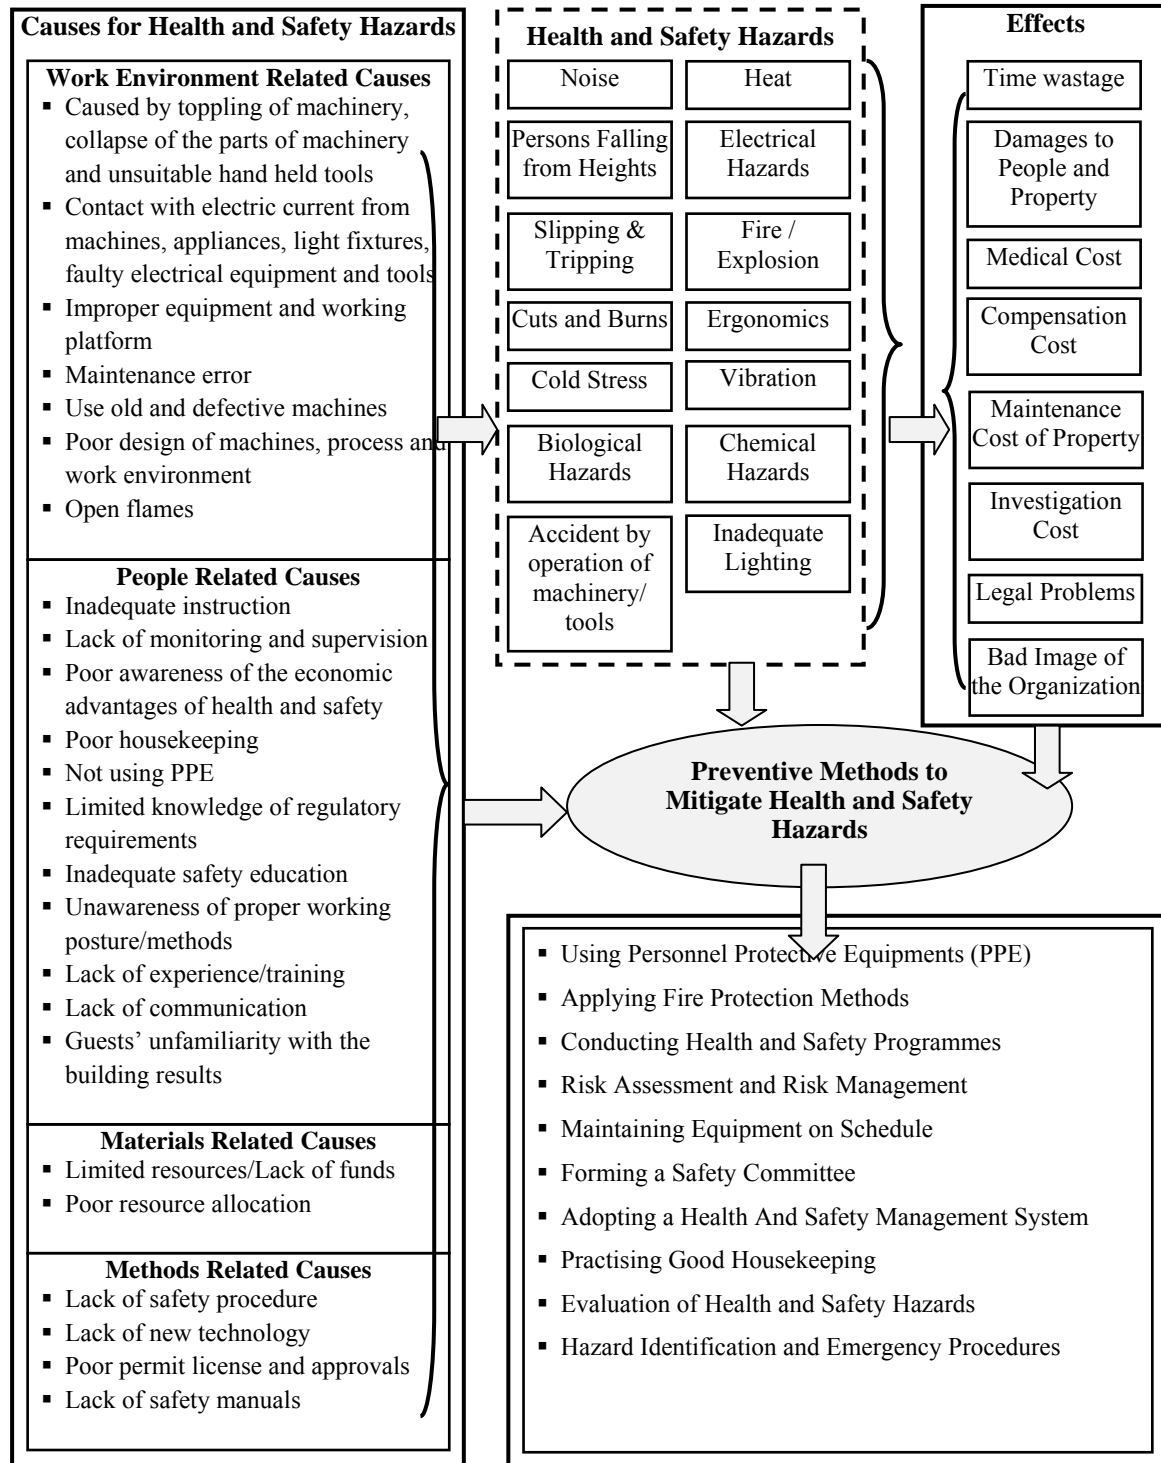 Causes for Health and Safety Hazards
Work Environment Related Causes
▪ Caused by toppling of machinery,
collapse of the parts of machinery
and unsuitable hand held tools
▪ Contact with electric current from
machines, appliances, light fixtures,
faulty electrical equipment and tools
▪ Improper equipment and working
platform
▪ Maintenance error
▪ Use old and defective machines
▪ Poor design of machines, process and
work environment
▪ Open flames
People Related Causes
▪ Inadequate instruction
▪ Lack of monitoring and supervision
▪ Poor awareness of the economic
advantages of health and safety
▪ Poor housekeeping
▪ Not using PPE
▪ Limited knowledge of regulatory
requirements
▪ Inadequate safety education
▪ Unawareness of proper working
posture/methods
▪ Lack of experience/training
▪ Lack of communication
▪ Guests’ unfamiliarity with the
building results
Materials Related Causes
▪ Limited resources/Lack of funds
▪ Poor resource allocation
Methods Related Causes
▪ Lack of safety procedure
▪ Lack of new technology
▪ Poor permit license and approvals
▪ Lack of safety manuals
Health and Safety Hazards
Noise
Heat
Persons Falling
from Heights
Electrical
Hazards
Slipping &
Tripping
Fire /
Explosion
Cuts and Burns
Ergonomics
Cold Stress
Vibration
Biological
Hazards
Chemical
Hazards
Accident by
operation of
machinery/
tools
Inadequate
Lighting
Effects
Time wastage
Damages to
People and
Property
Medical Cost
Compensation
Cost
Maintenance
Cost of Property
Investigation
Cost
Legal Problems
Bad Image of
the Organization
Preventive Methods to
Mitigate Health and Safety
Hazards
▪ Using Personnel Protective Equipments (PPE)
▪ Applying Fire Protection Methods
▪ Conducting Health and Safety Programmes
▪ Risk Assessment and Risk Management
▪ Maintaining Equipment on Schedule
▪ Forming a Safety Committee
▪ Adopting a Health And Safety Management System
▪ Practising Good Housekeeping
▪ Evaluation of Health and Safety Hazards
▪ Hazard Identification and Emergency Procedures